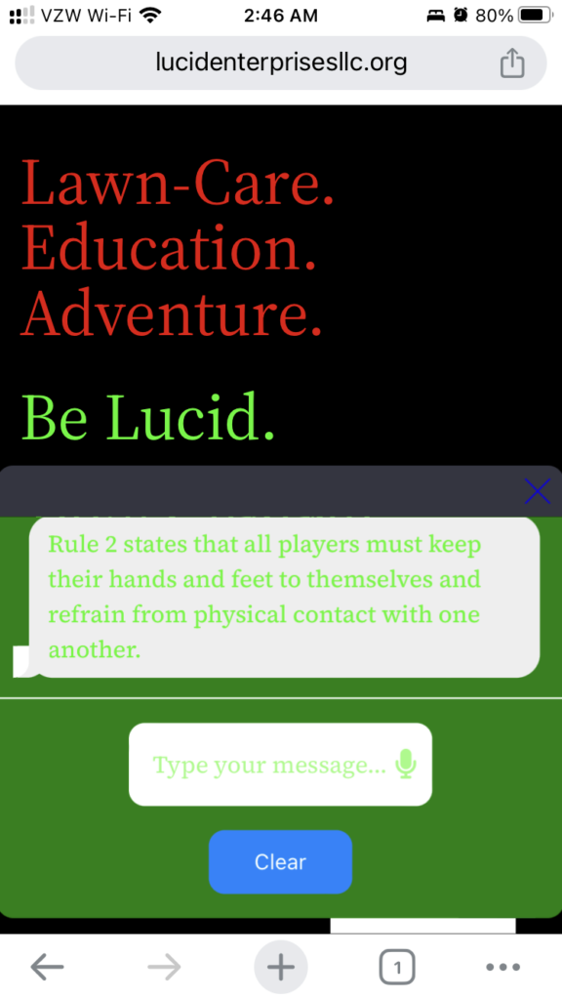 VZW Wi-Fi 2:46 AM 80%
lucidenterprisesllc.org
Lawn-Care.
Education.
Adventure.
Be Lucid.
Rule 2 states that all players must keep
their hands and feet to themselves and
refrain from physical contact with one
another.
Type your message...
Clear
1